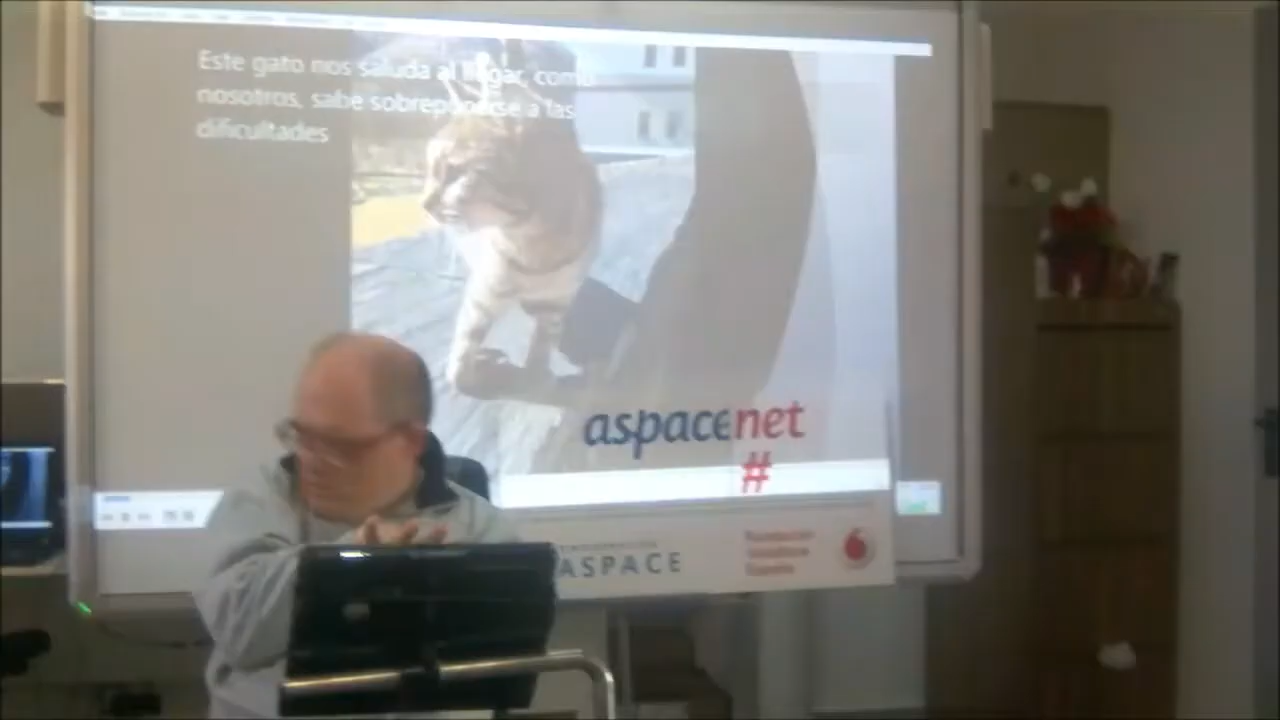 Este gato nos saluda al llegar, como
nosotros, sabe sobreponerse a las
dificultades
aspacenet
#
ASPACE
Fundación
Vodafone
España